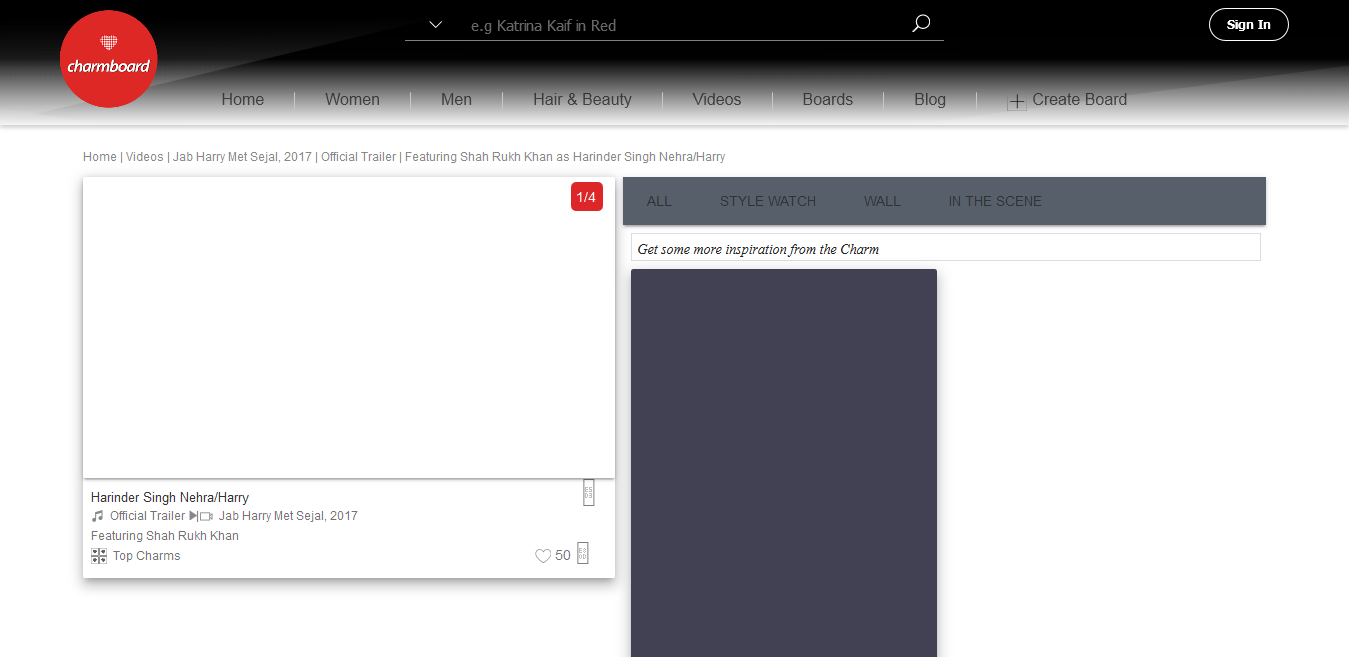 e.g Katrina Kaif in Red
Sign In
charmboard
Home
Women
Men
Hair & Beauty
Videos
Boards
Blog
Create Board
Home | Videos | Jab Harry Met Sejal, 2017 | Official Trailer | Featuring Shah Rukh Khan as Harinder Singh Nehra/Harry
1/4
ALL
STYLE WATCH
WALL
IN THE SCENE
Get some more inspiration from the Charm
Harinder Singh Nehra/Harry
Official Trailer Jab Harry Met Sejal, 2017
Featuring Shah Rukh Khan
Top Charms
50